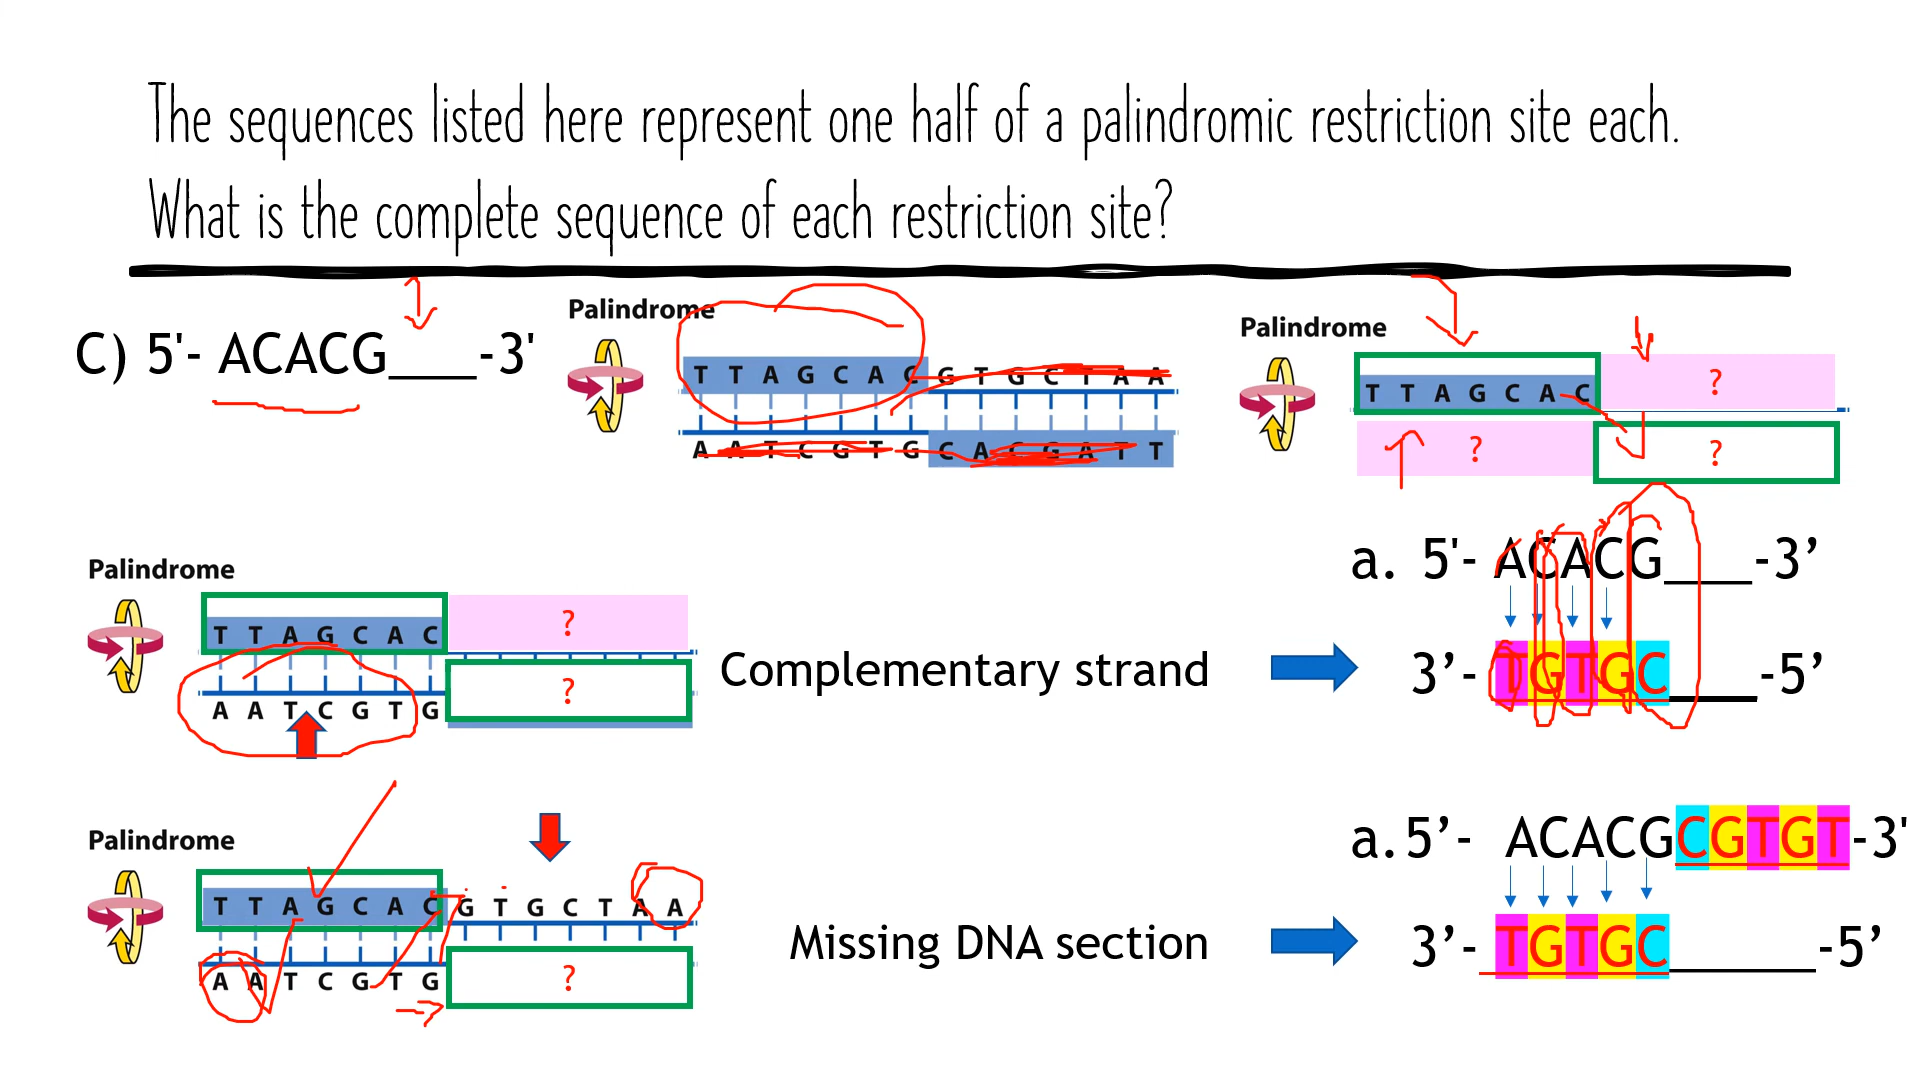 The sequences listed here represent one half of a palindromic restriction site each.
What is the complete sequence of each restriction site?
C) 5'- ACACG___-3'
Palindrome
T T A G C A C G T G C T A A
A A T C G T G C A C G A T T
Palindrome
T T A G C A C ?
? ?
Palindrome
T T A G C A C ?
A A T C G T G ?
Complementary strand
a. 5'- ACACG___-3’
3’- TGTGC___-5’
Palindrome
T T A G C A C G T G C T A A
A A T C G T G ?
Missing DNA section
a. 5’- ACACGCGTGT-3'
3’- TGTGC_____-5’